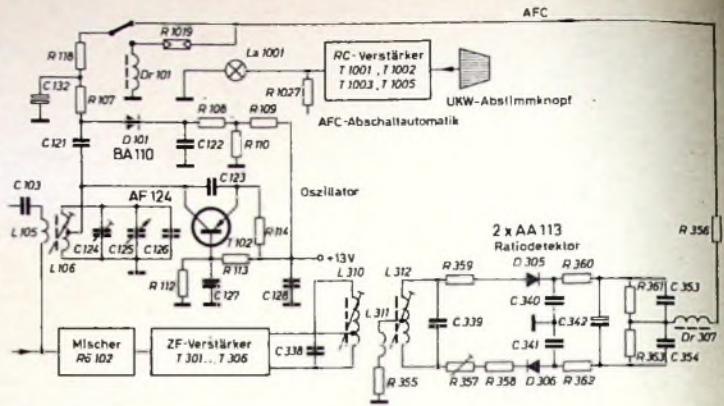 AFC
R 1019
R 118
La 1001
RC-Verstärker
T 1001, T 1002
T 1003, T 1005
Dr 101
C 132
R 107
R 1027
UKW-Abstimmknopf
AFC-Abschaltautomatik
R 108
R 109
D 101
BA 110
C 121
C 122
R 110
C 123
Oszillator
C 103
AF 124
L 105
C 124
C 125
C 126
L 106
T 102
R 114
2 x AA 113
Ratiodetektor
R 356
+13V
R 113
R 112
C 127
C 128
L 310
L 312
R 359
D 305
R 360
C 340
R 361
C 353
L 311
C 339
C 342
Dr 307
C 341
Mischer
Rö 102
ZF-Verstärker
T 301... T 306
C 338
R 355
R 357
R 358
D 306
R 362
R 363
C 354